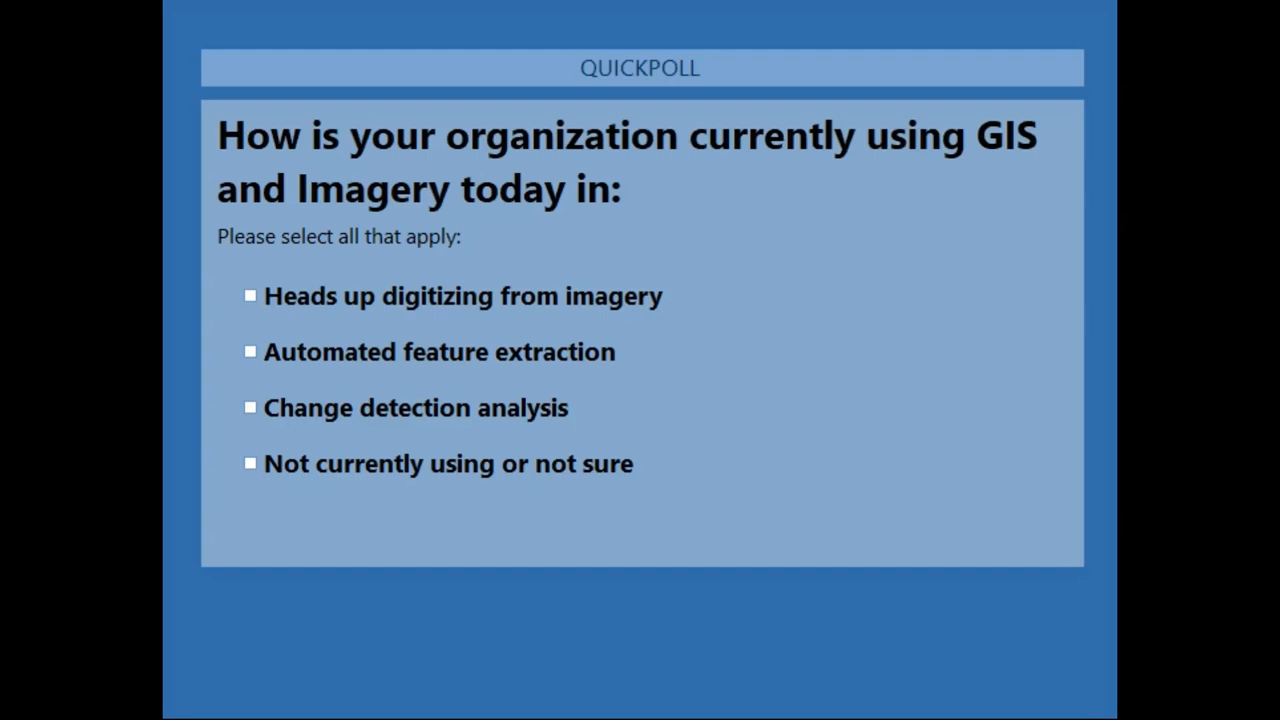 QUICKPOLL
How is your organization currently using GIS
and Imagery today in:
Please select all that apply:
Heads up digitizing from imagery
Automated feature extraction
Change detection analysis
Not currently using or not sure